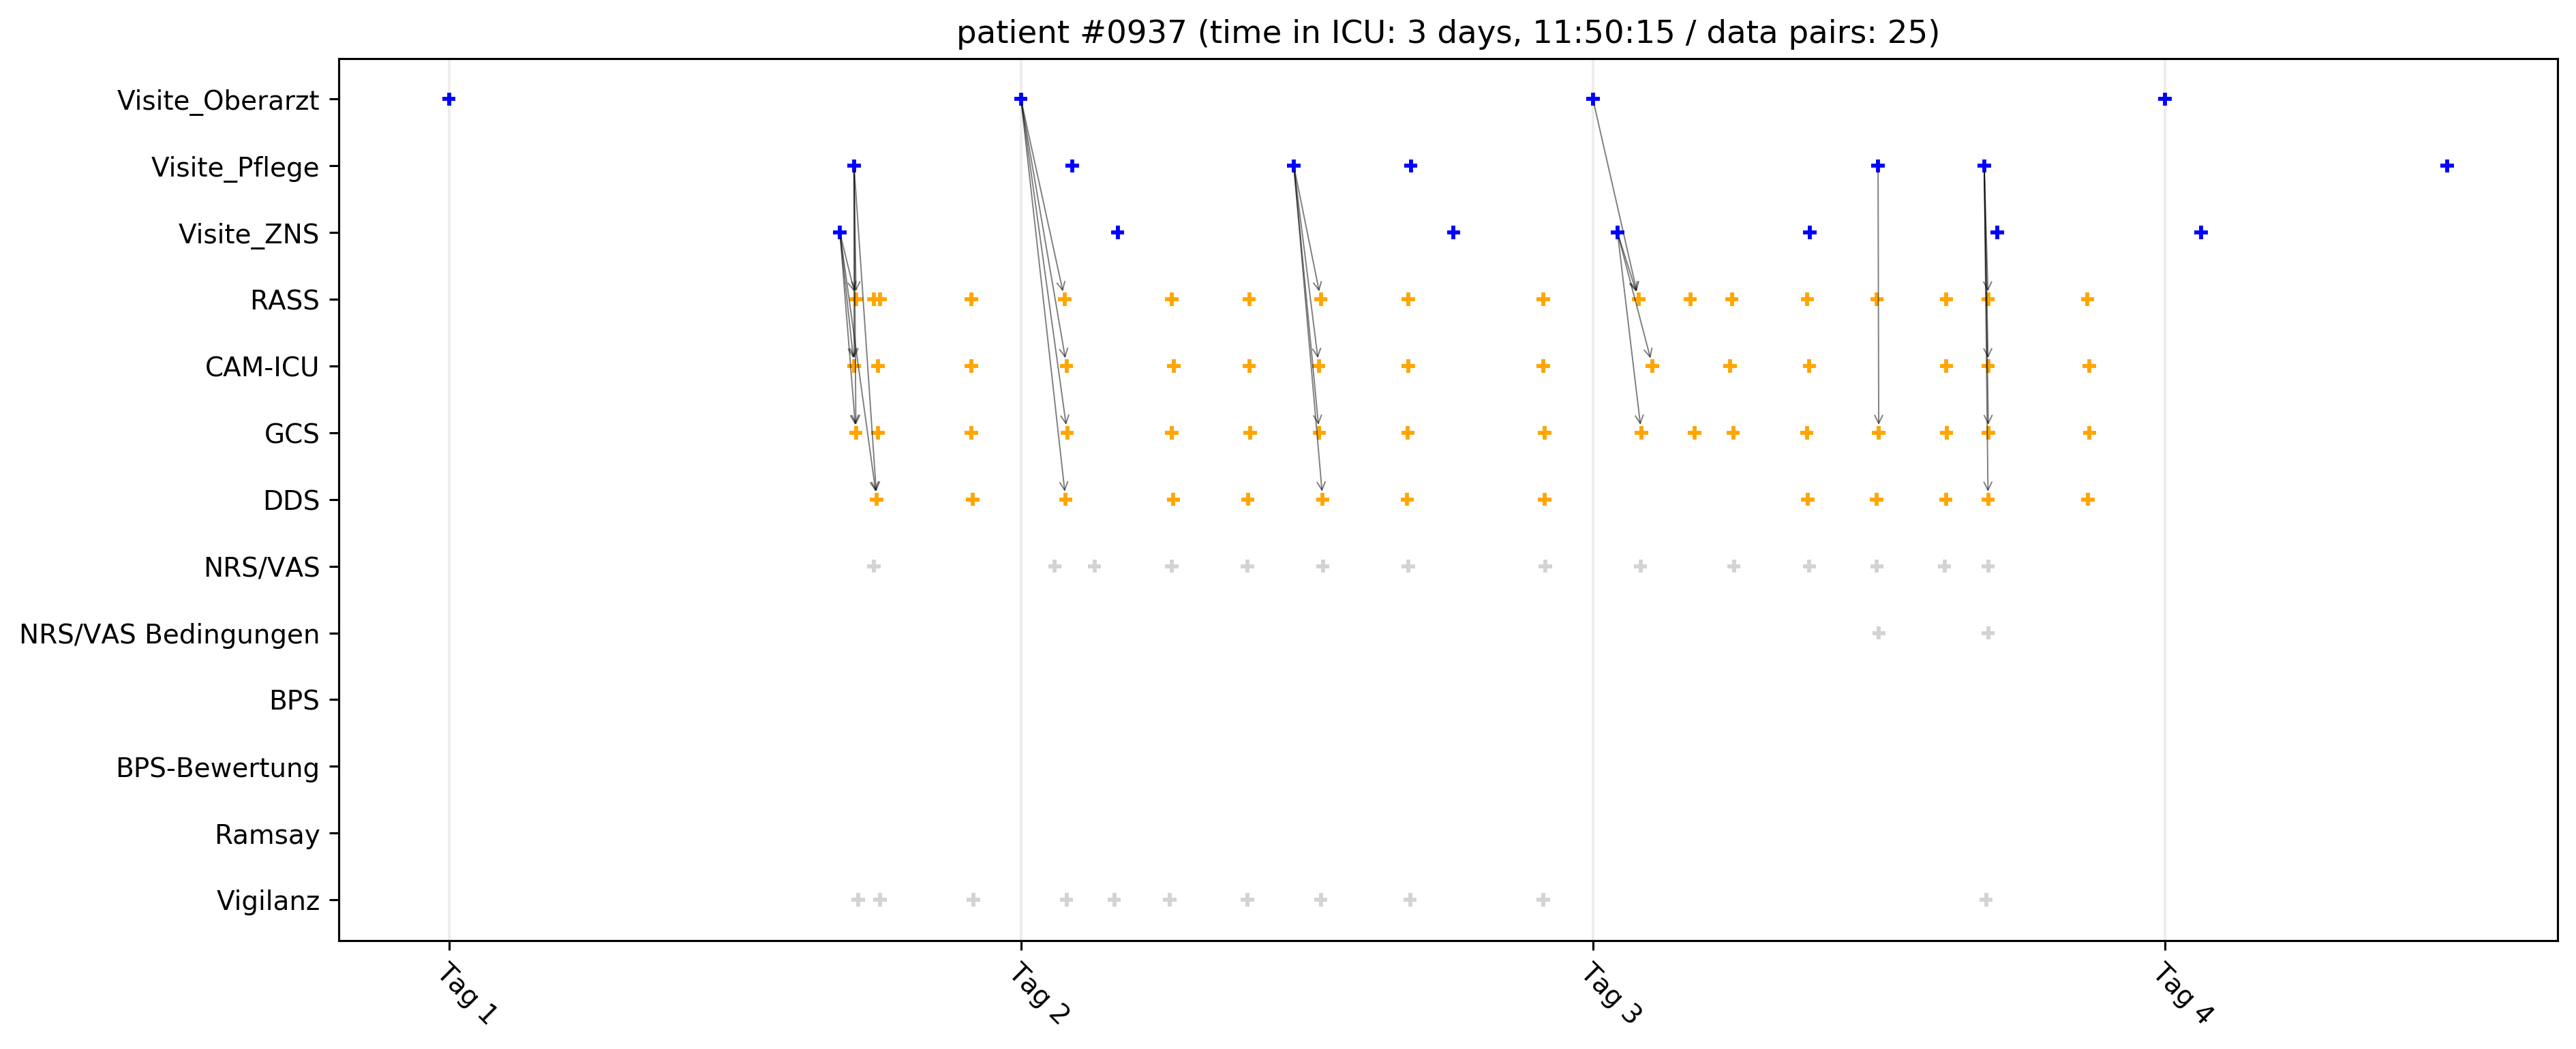 patient #0937 (time in ICU: 3 days, 11:50:15 / data pairs: 25)
Visite_Oberarzt
Visite_Pflege
Visite_ZNS
RASS
CAM-ICU
GCS
DDS
NRS/VAS
NRS/VAS Bedingungen
BPS
BPS-Bewertung
Ramsay
Vigilanz
Tag 1
Tag 2
Tag 3
Tag 4